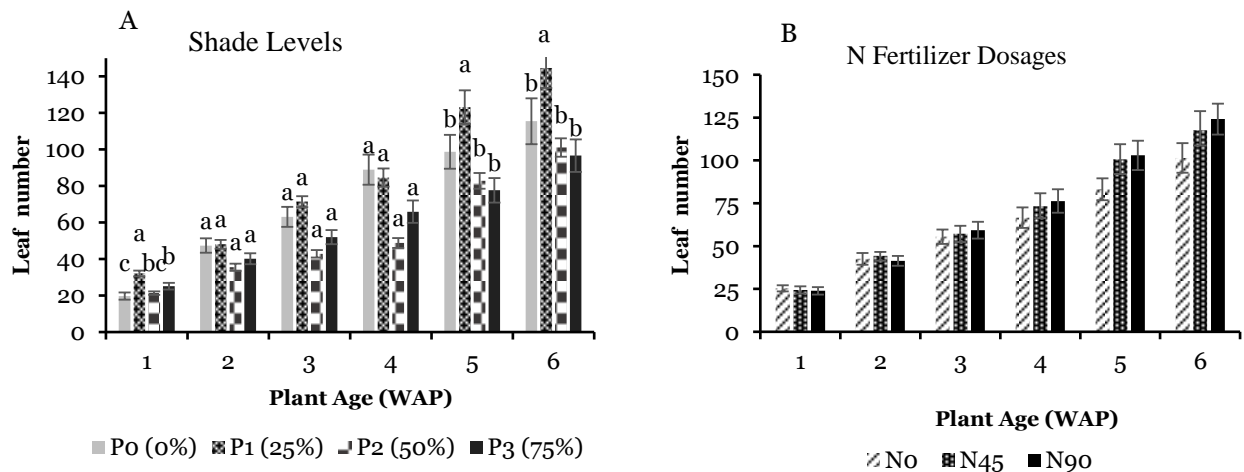 A
Shade Levels
140
120
100
80
60
40
20
0
Leaf number
c a bc b
a a a a
a a a a
a a a a
b a b b
b a b b
1 2 3 4 5 6
Plant Age (WAP)
P0 (0%) P1 (25%) P2 (50%) P3 (75%)
B
N Fertilizer Dosages
150
125
100
75
50
25
0
Leaf number
1 2 3 4 5 6
Plant Age (WAP)
N0 N45 N90